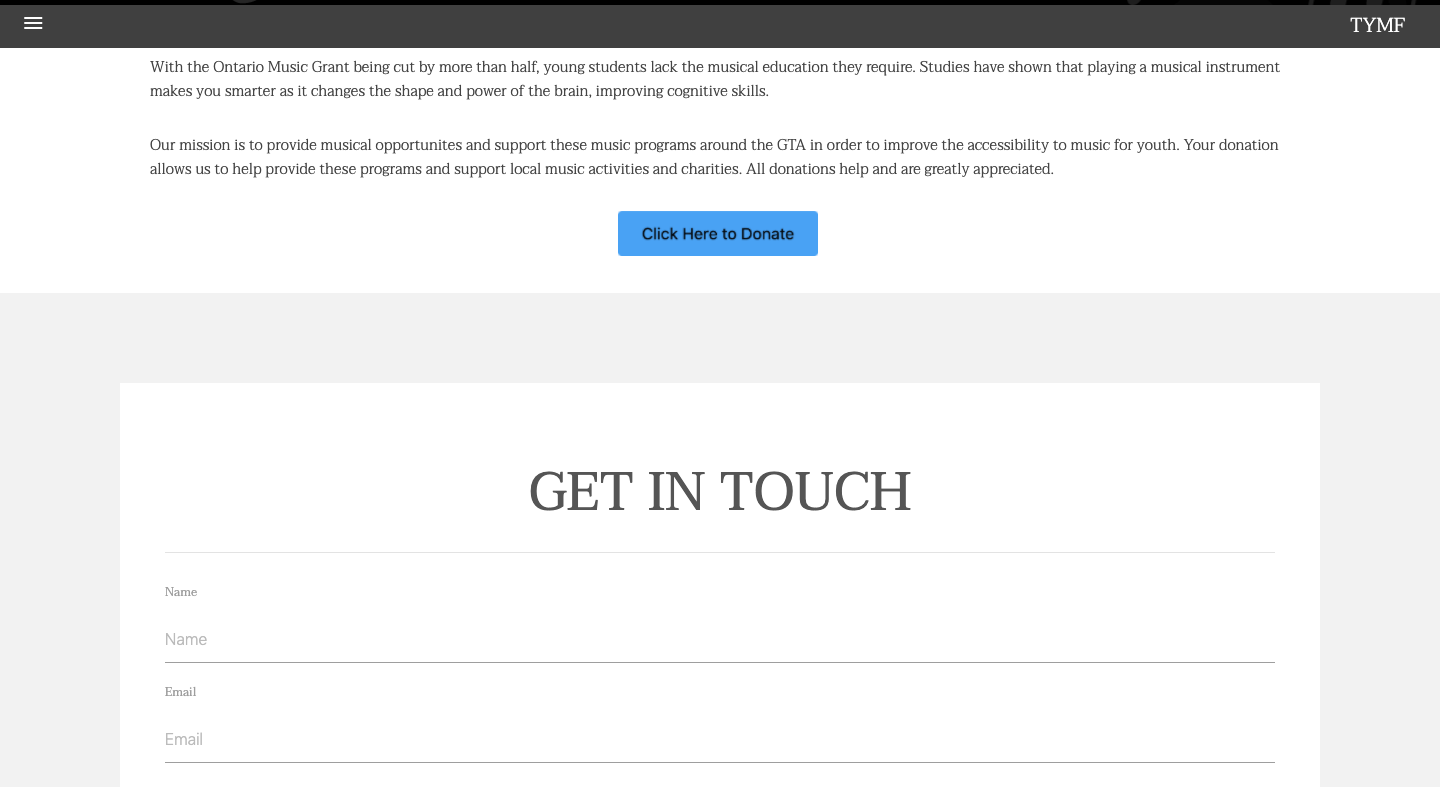 TYMF
With the Ontario Music Grant being cut by more than half, young students lack the musical education they require. Studies have shown that playing a musical instrument
makes you smarter as it changes the shape and power of the brain, improving cognitive skills.
Our mission is to provide musical opportunites and support these music programs around the GTA in order to improve the accessibility to music for youth. Your donation
allows us to help provide these programs and support local music activities and charities. All donations help and are greatly appreciated.
Click Here to Donate
GET IN TOUCH
Name
Name
Email
Email